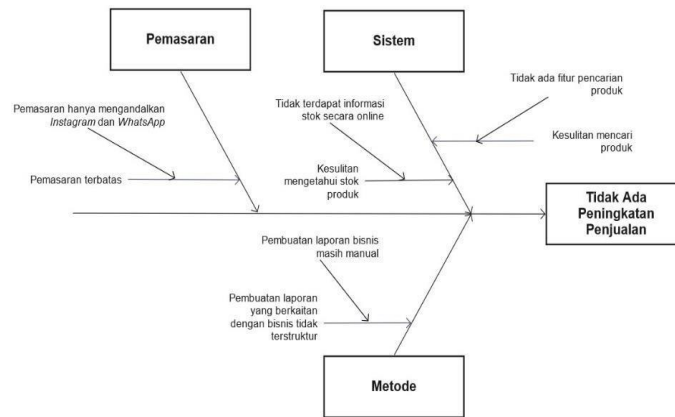 Pemasaran
Sistem
Tidak ada fitur pencarian
produk
Pemasaran hanya mengandalkan
Instagram dan WhatsApp
Tidak terdapat informasi
stok secara online
Kesulitan mencari
produk
Pemasaran terbatas
Kesulitan
mengetahui stok
produk
Tidak Ada
Peningkatan
Penjualan
Pembuatan laporan bisnis
masih manual
Pembuatan laporan
yang berkaitan
dengan bisnis tidak
terstruktur
Metode